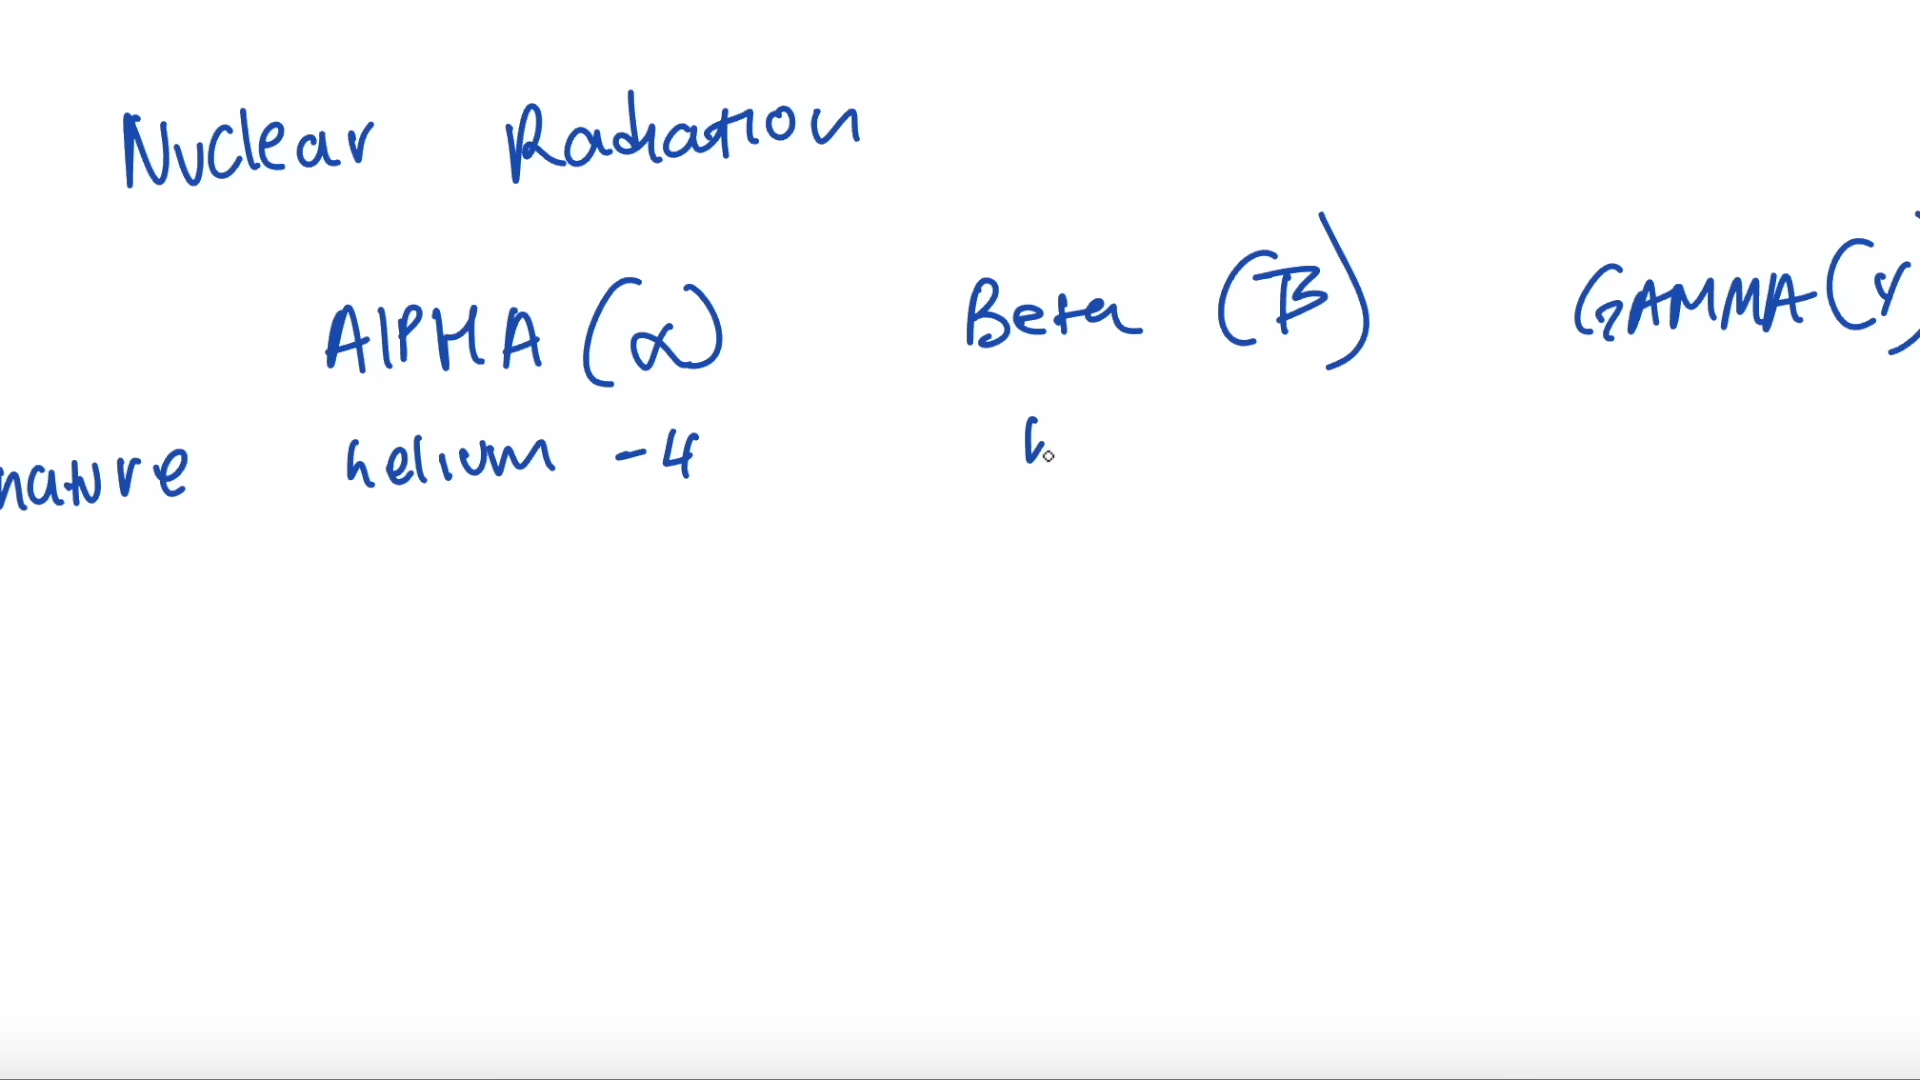 Nuclear Radiation
AlPHA (α) Beta (β) GAMMA (γ)
nature helium -4